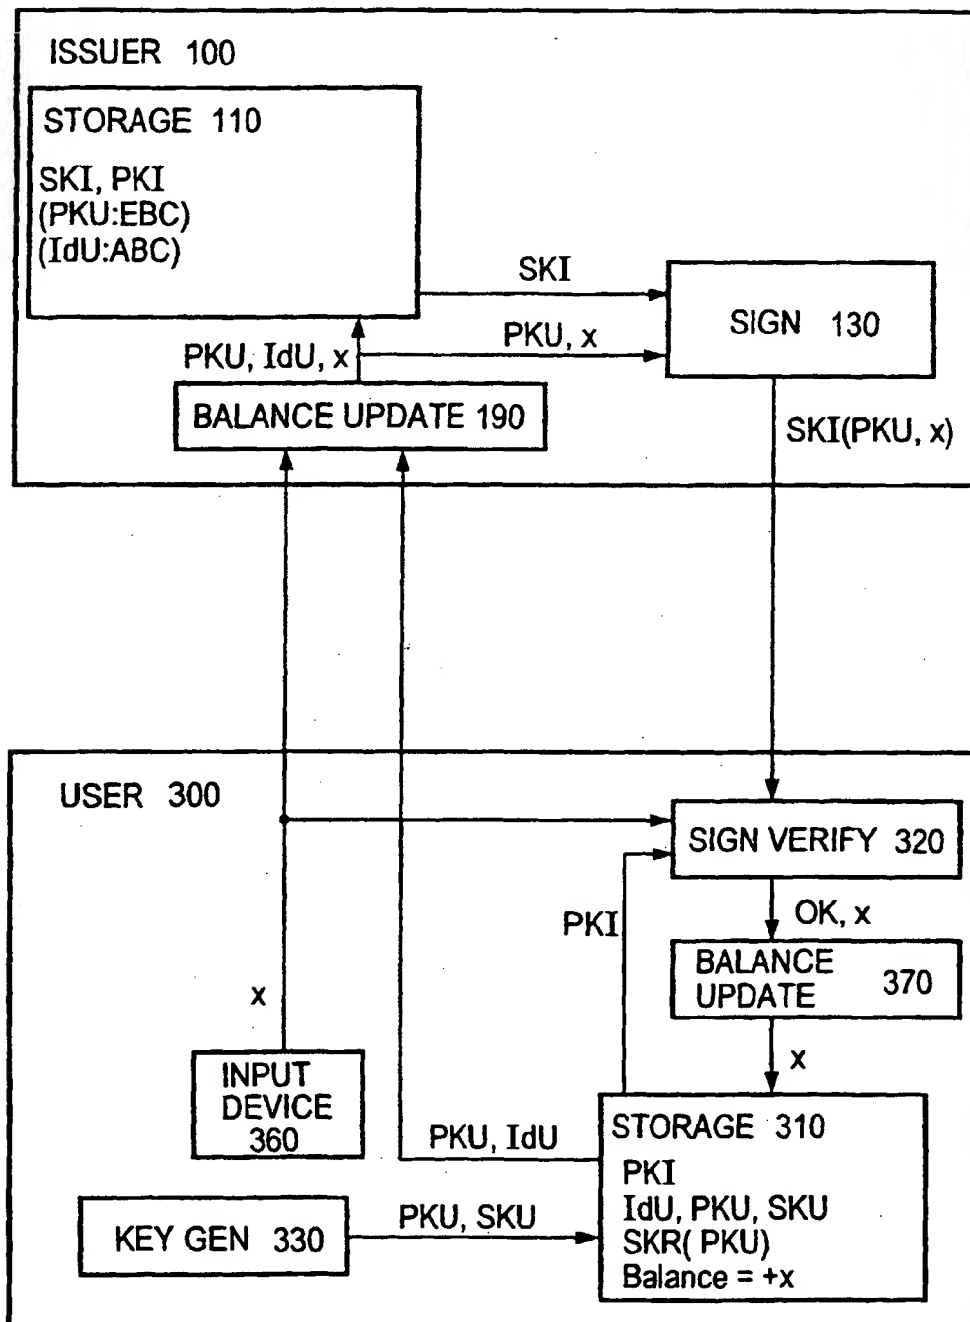 ISSUER 100
STORAGE 110
SKI, PKI
(PKU:EBC)
(IdU:ABC)
SKI
SIGN 130
PKU, x
PKU, IdU, x
BALANCE UPDATE 190
SKI(PKU, x)
USER 300
SIGN VERIFY 320
PKI
OK, x
BALANCE
UPDATE 370
x
x
INPUT
DEVICE
360
PKU, IdU
STORAGE 310
PKI
IdU, PKU, SKU
SKR( PKU)
Balance = +x
PKU, SKU
KEY GEN 330